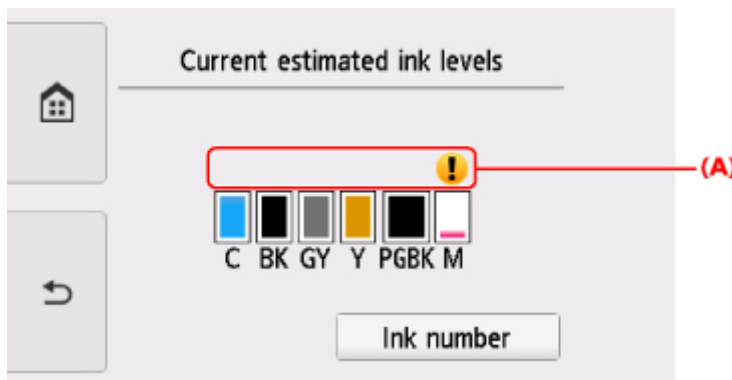 Current estimated ink levels
!
(A)
C BK GY Y PGBK M
Ink number